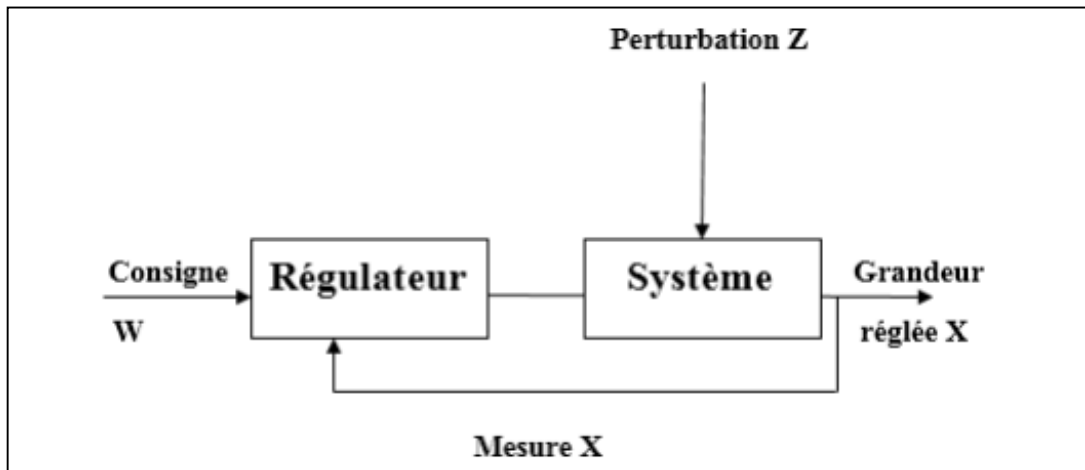 Perturbation Z
Consigne
Régulateur
Système
Grandeur
W
réglée X
Mesure X